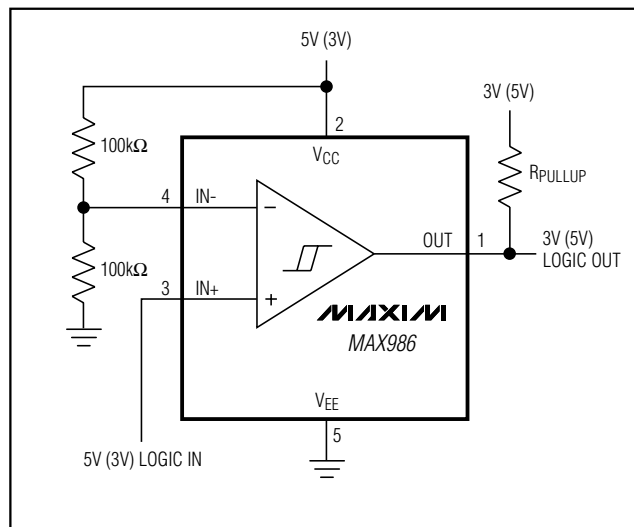 5V (3V)
3V (5V)
2
100kΩ
VCC
RPULLUP
4
IN-
−
OUT
1
3V (5V)
LOGIC OUT
100kΩ
3
IN+
+
MAXIM
MAX986
VEE
5
5V (3V) LOGIC IN